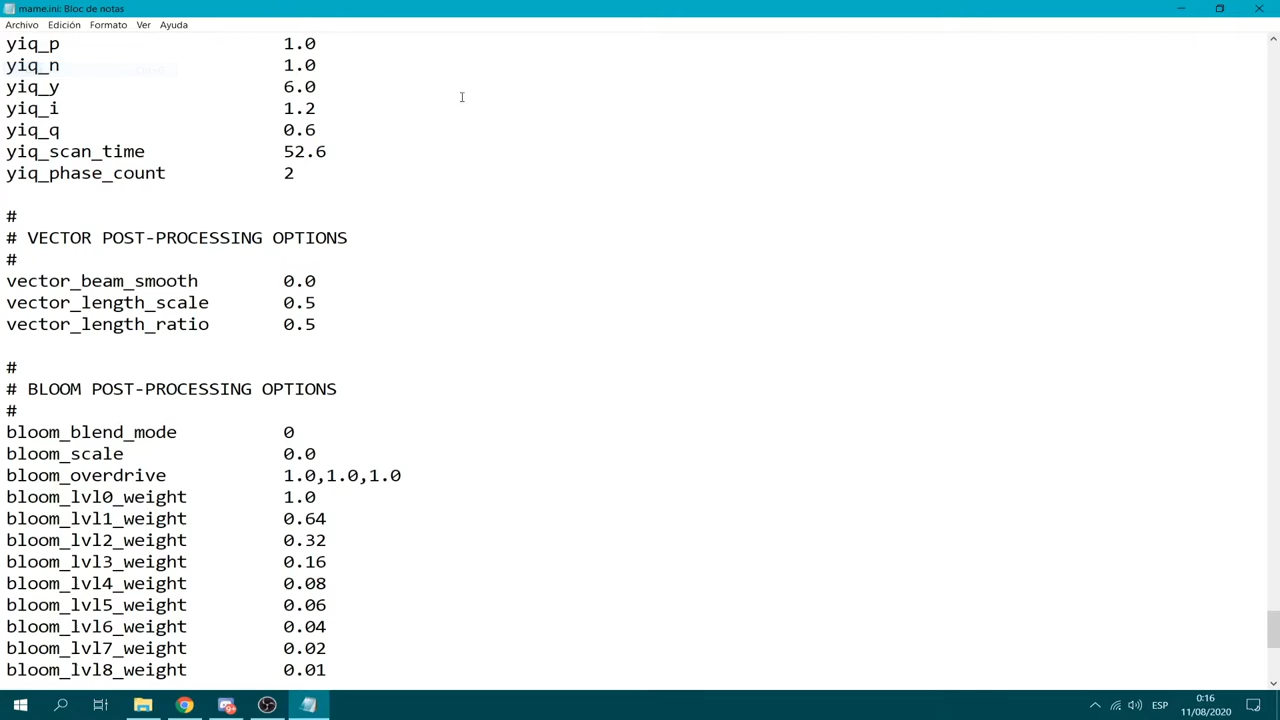 mame.ini: Bloc de notas
Archivo Edición Formato Ver Ayuda
yiq_p 1.0
yiq_n 1.0
yiq_y 6.0
yiq_i 1.2
yiq_q 0.6
yiq_scan_time 52.6
yiq_phase_count 2
#
# VECTOR POST-PROCESSING OPTIONS
#
vector_beam_smooth 0.0
vector_length_scale 0.5
vector_length_ratio 0.5
#
# BLOOM POST-PROCESSING OPTIONS
#
bloom_blend_mode 0
bloom_scale 0.0
bloom_overdrive 1.0,1.0,1.0
bloom_lvl0_weight 1.0
bloom_lvl1_weight 0.64
bloom_lvl2_weight 0.32
bloom_lvl3_weight 0.16
bloom_lvl4_weight 0.08
bloom_lvl5_weight 0.06
bloom_lvl6_weight 0.04
bloom_lvl7_weight 0.02
bloom_lvl8_weight 0.01
ESP
0:16
11/08/2020